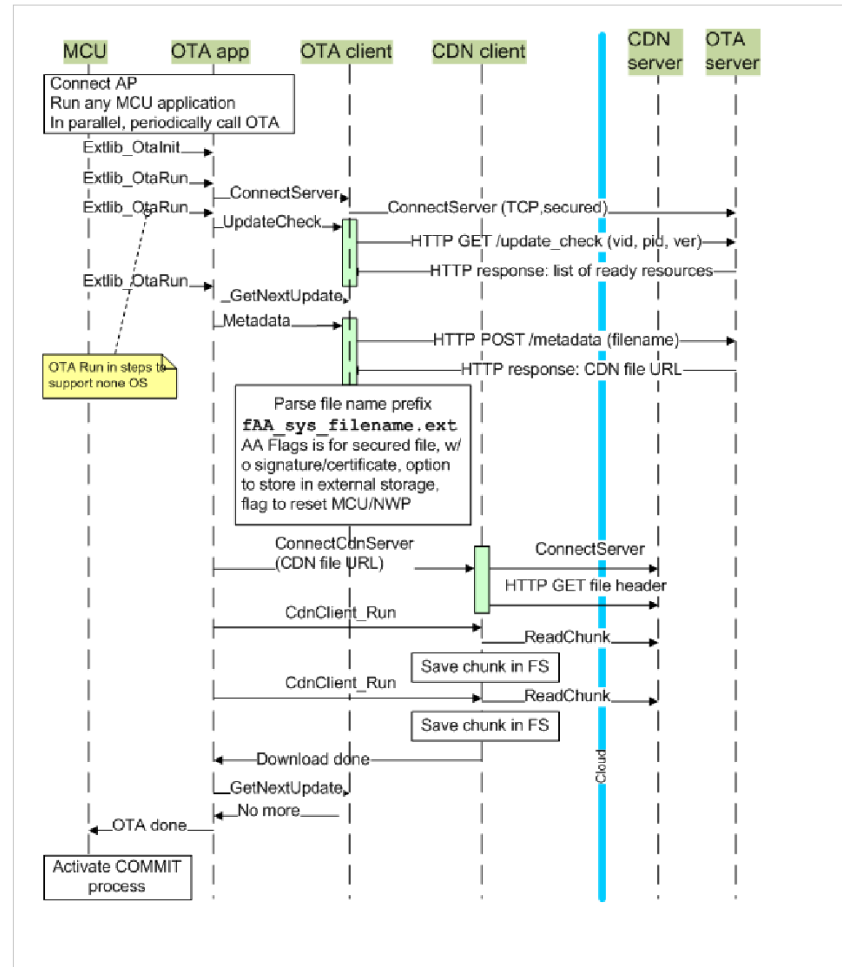 MCU
OTA app
OTA client
CDN client
CDN
server
OTA
server
Connect AP
Run any MCU application
In parallel, periodically call OTA
Extlib_OtaInit
Extlib_OtaRun
ConnectServer
Extlib_OtaRun
ConnectServer (TCP,secured)
UpdateCheck
HTTP GET /update_check (vid, pid, ver)
HTTP response: list of ready resources
Extlib_OtaRun
GetNextUpdate
Metadata
HTTP POST /metadata (filename)
OTA Run in steps to
support none OS
HTTP response: CDN file URL
Parse file name prefix
fAA_sys_filename.ext
AA Flags is for secured file, w/
o signature/certificate, option
to store in external storage,
flag to reset MCU/NWP
ConnectCdnServer
(CDN file URL)
ConnectServer
HTTP GET file header
CdnClient_Run
ReadChunk
Save chunk in FS
CdnClient_Run
ReadChunk
Save chunk in FS
Cloud
Download done
GetNextUpdate
No more
OTA done
Activate COMMIT
process